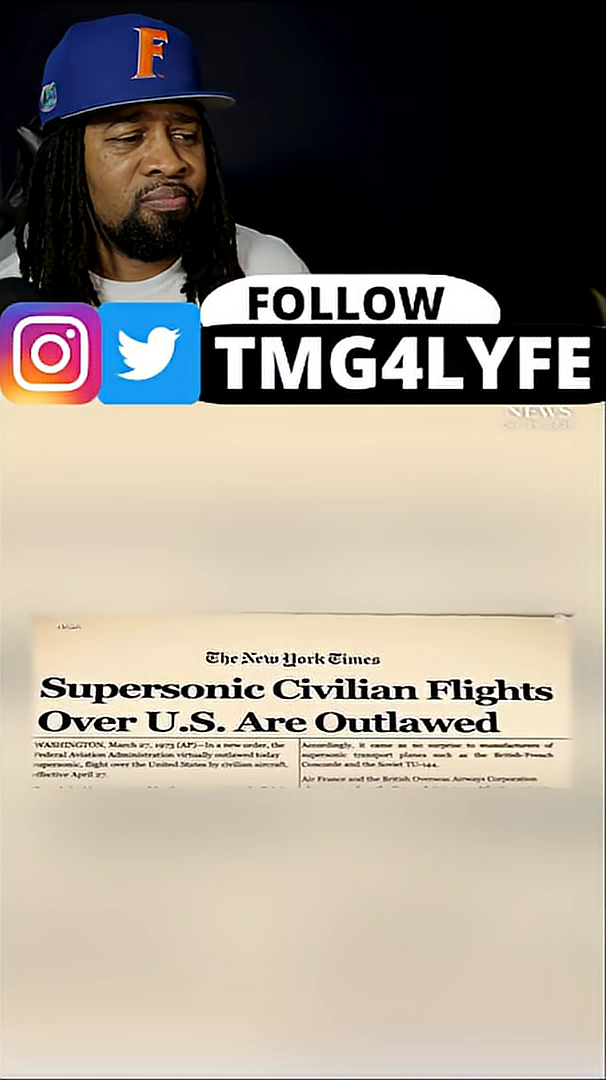 F
FOLLOW
TMG4LYFE
NEWS
The New York Times
Supersonic Civilian Flights
Over U.S. Are Outlawed
WASHINGTON, March 27, 1973 (AP)—In a new order, the
Federal Aviation Administration virtually outlawed today
supersonic, flight over the United States by civilian aircraft,
effective April 27.
Accordingly, it came as no surprise to manufacturers of
supersonic transport planes such as the British-French
Concorde and the Soviet TU-144.
Air France and the British Overseas Airways Corporation